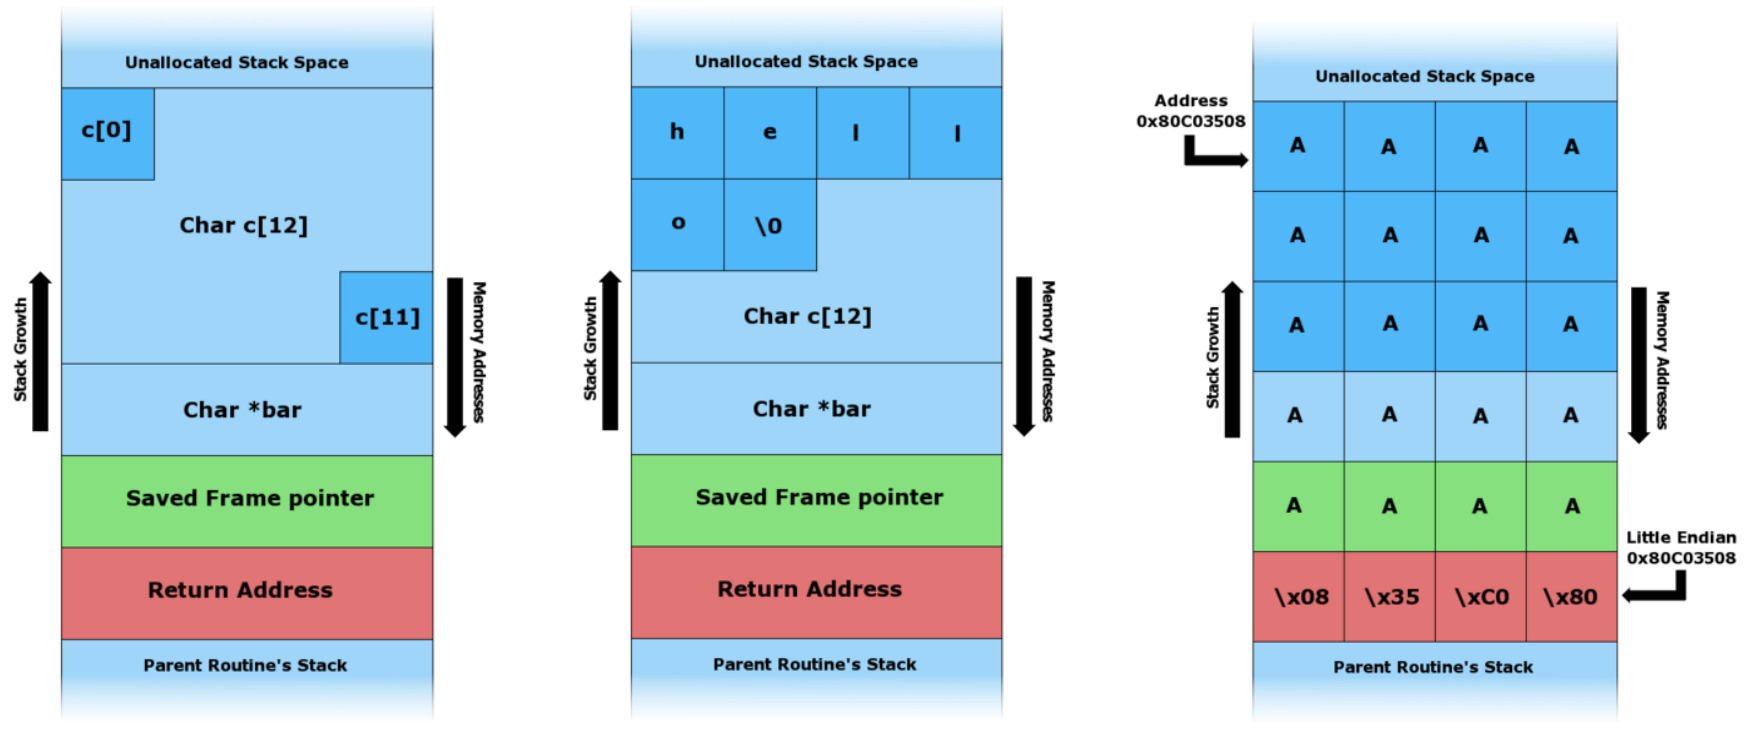 Unallocated Stack Space
c[0]
Char c[12]
c[11]
Stack Growth
Memory Addresses
Char *bar
Saved Frame pointer
Return Address
Parent Routine's Stack
Unallocated Stack Space
h e l l
o \0
Char c[12]
Stack Growth
Memory Addresses
Char *bar
Saved Frame pointer
Return Address
Parent Routine's Stack
Unallocated Stack Space
Address
0x80C03508
A A A A
A A A A
A A A A
Stack Growth
Memory Addresses
A A A A
A A A A
Little Endian
0x80C03508
\x08 \x35 \xC0 \x80
Parent Routine's Stack